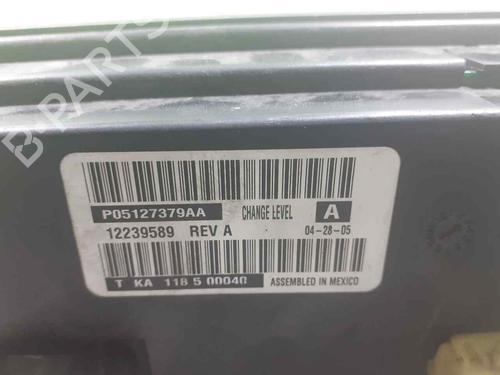 P05127379AA CHANGE LEVEL A
12239589 REV A 04-28-05
T KA 118 5 00040 ASSEMBLED IN MEXICO
B-PARTS